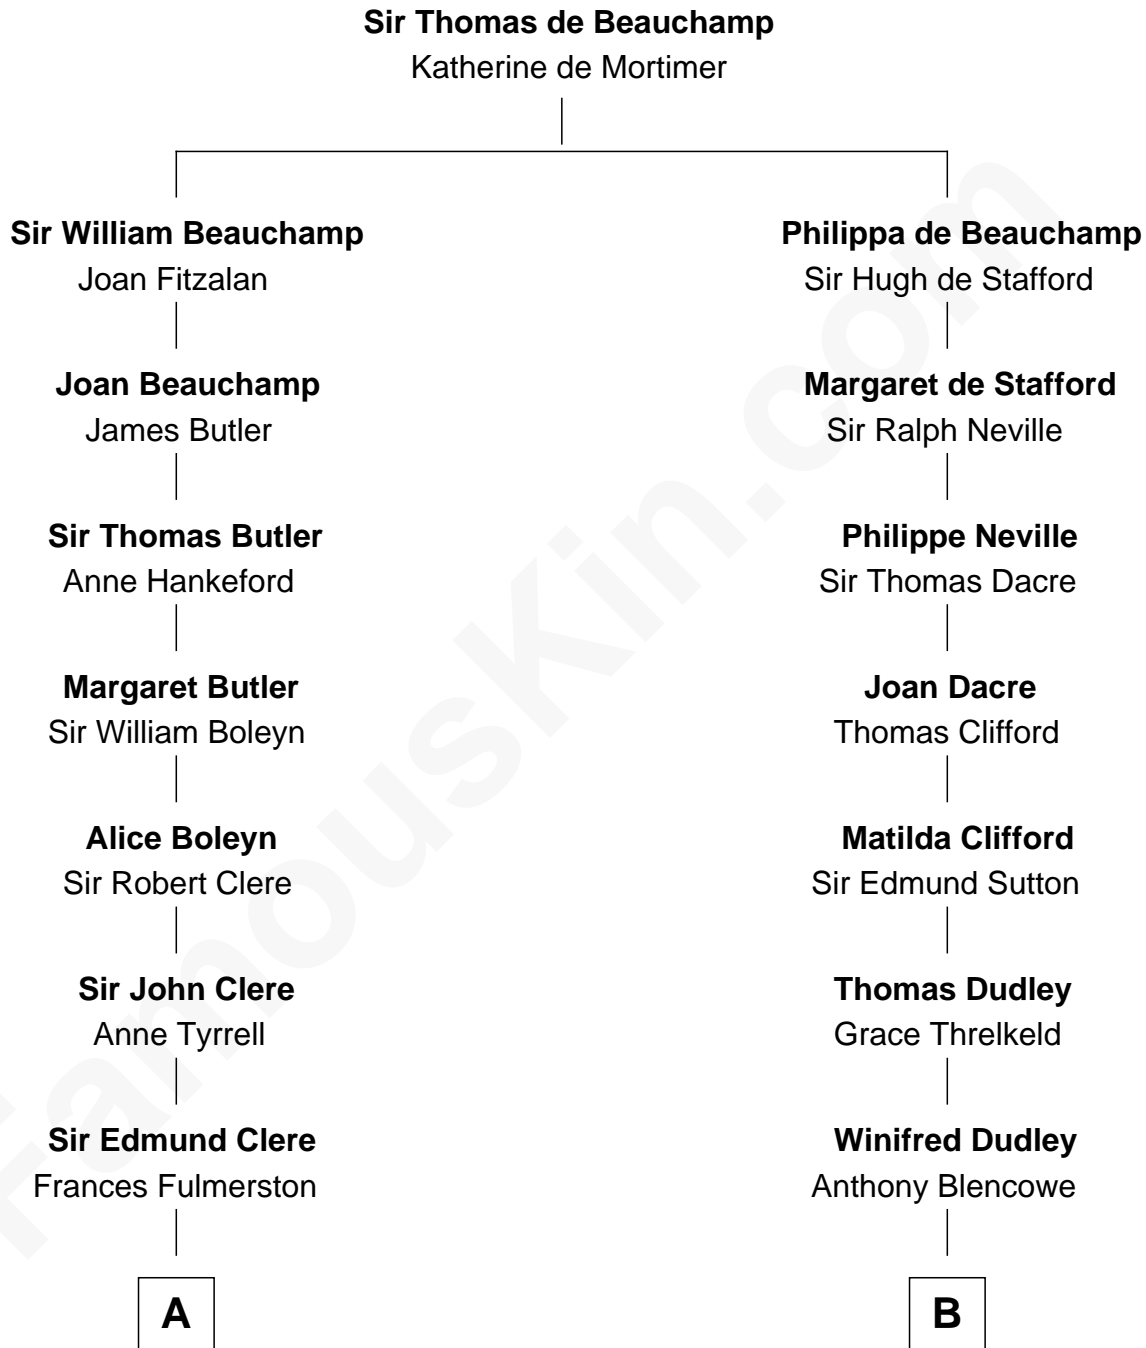 Sir Thomas de Beauchamp
Katherine de Mortimer
Sir William Beauchamp
Joan Fitzalan
Philippa de Beauchamp
Sir Hugh de Stafford
Joan Beauchamp
James Butler
Margaret de Stafford
Sir Ralph Neville
Sir Thomas Butler
Anne Hankeford
Philippe Neville
Sir Thomas Dacre
Margaret Butler
Sir William Boleyn
Joan Dacre
Thomas Clifford
Alice Boleyn
Sir Robert Clere
Matilda Clifford
Sir Edmund Sutton
Sir John Clere
Anne Tyrrell
Thomas Dudley
Grace Threlkeld
Sir Edmund Clere
Frances Fulmerston
Winifred Dudley
Anthony Blencowe
A
B
FamousKin.com